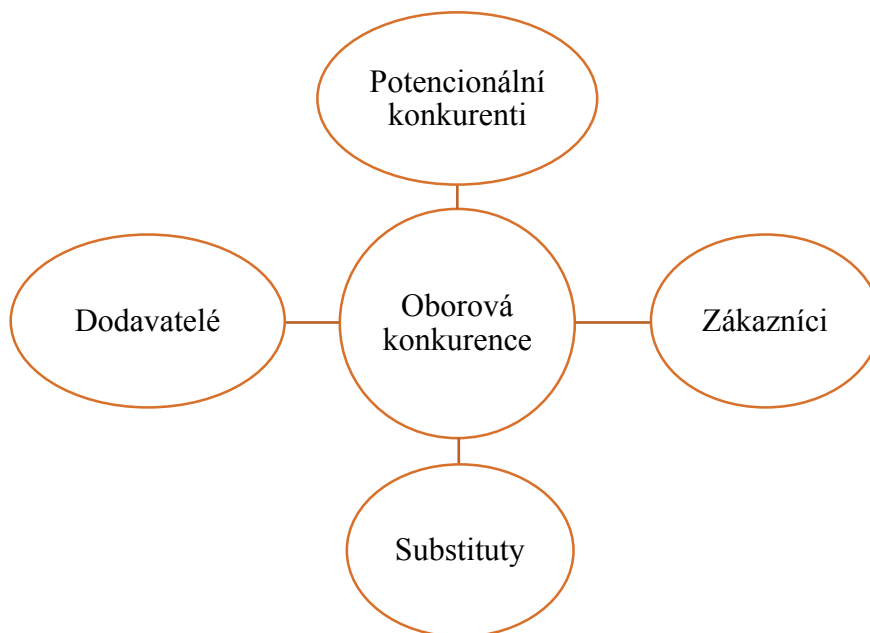 Potencionální
konkurenti
Dodavatelé
Oborová
konkurence
Zákazníci
Substituty